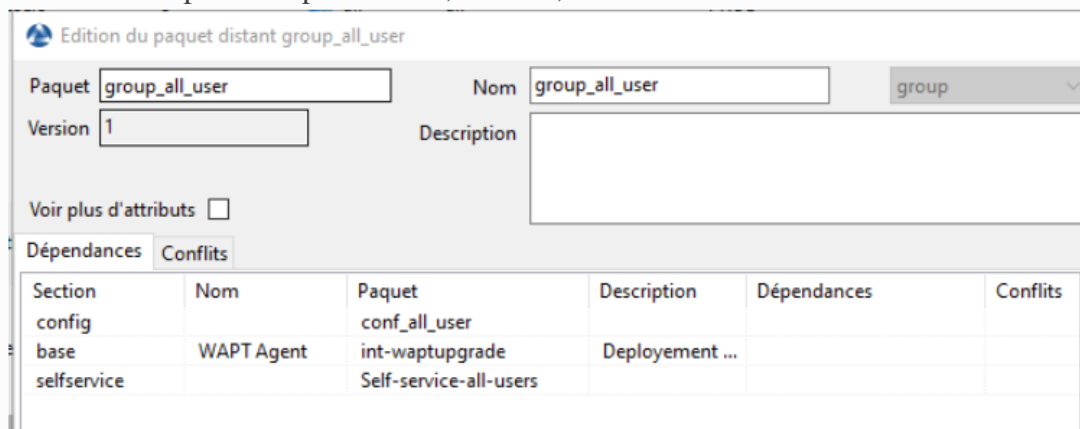 Edition du paquet distant group_all_user
Paquet group_all_user Nom group_all_user group
Version 1 Description
Voir plus d'attributs
Dépendances Conflits
Section Nom Paquet Description Dépendances Conflits
config conf_all_user
base WAPT Agent int-waptupgrade Deployement ...
selfservice Self-service-all-users